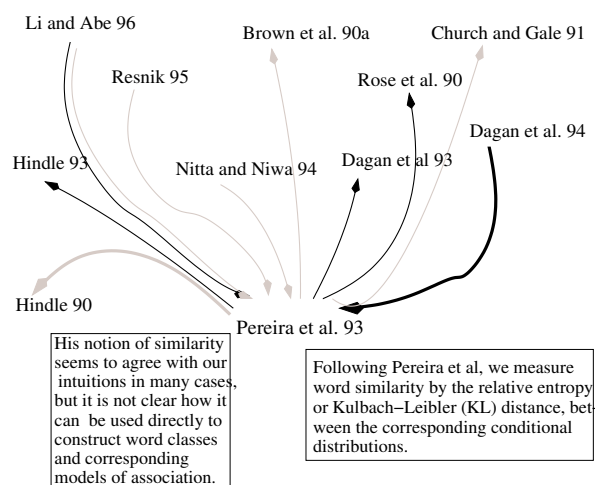 Li and Abe 96
Brown et al. 90a
Church and Gale 91
Resnik 95
Rose et al. 90
Dagan et al. 94
Hindle 93
Nitta and Niwa 94
Dagan et al 93
Hindle 90
Pereira et al. 93
His notion of similarity
seems to agree with our
intuitions in many cases,
but it is not clear how it
can be used directly to
construct word classes
and corresponding
models of association.
Following Pereira et al, we measure
word similarity by the relative entropy
or Kulbach−Leibler (KL) distance, bet-
ween the corresponding conditional
distributions.